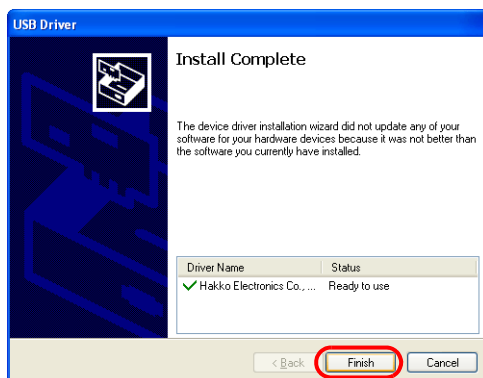 USB Driver
Install Complete
The device driver installation wizard did not update any of your
software for your hardware devices because it was not better than
the software you currently have installed.
Driver Name Status
Hakko Electronics Co., ... Ready to use
< Back Finish Cancel